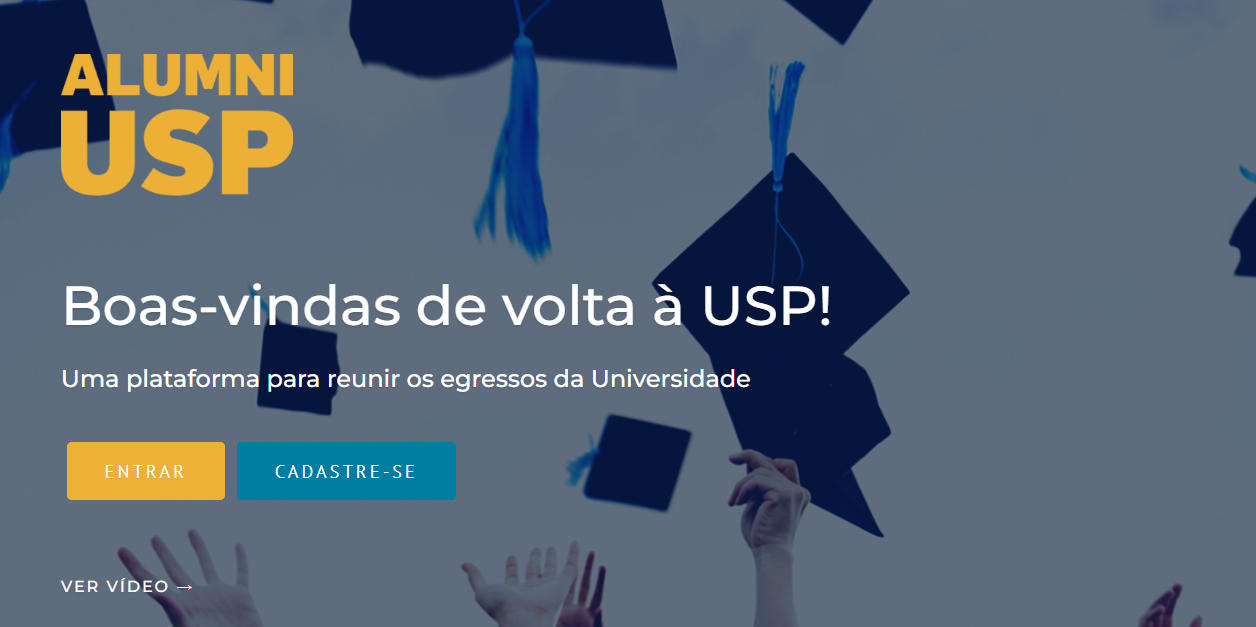 ALUMNI
USP
Boas-vindas de volta à USP!
Uma plataforma para reunir os egressos da Universidade
ENTRAR CADASTRE-SE
VER VÍDEO →